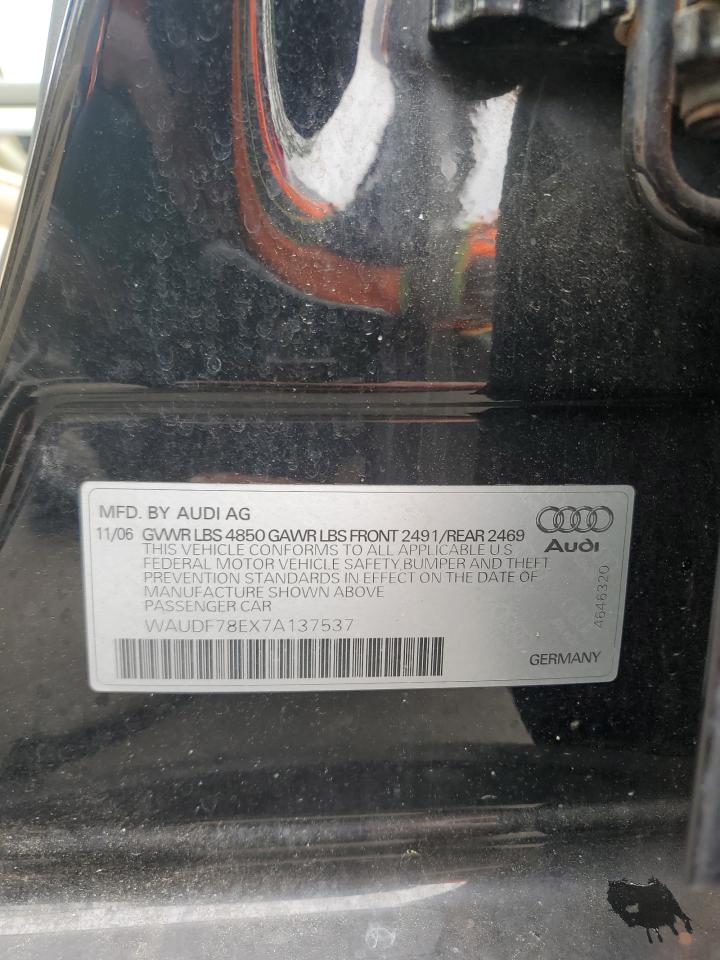 MFD. BY AUDI AG
11/06 GVWR LBS 4850 GAWR LBS FRONT 2491/REAR 2469
THIS VEHICLE CONFORMS TO ALL APPLICABLE U S
FEDERAL MOTOR VEHICLE SAFETY, BUMPER AND THEFT
PREVENTION STANDARDS IN EFFECT ON THE DATE OF
MANUFACTURE SHOWN ABOVE
PASSENGER CAR
WAUDF78EX7A137537
Audi
4646320
GERMANY